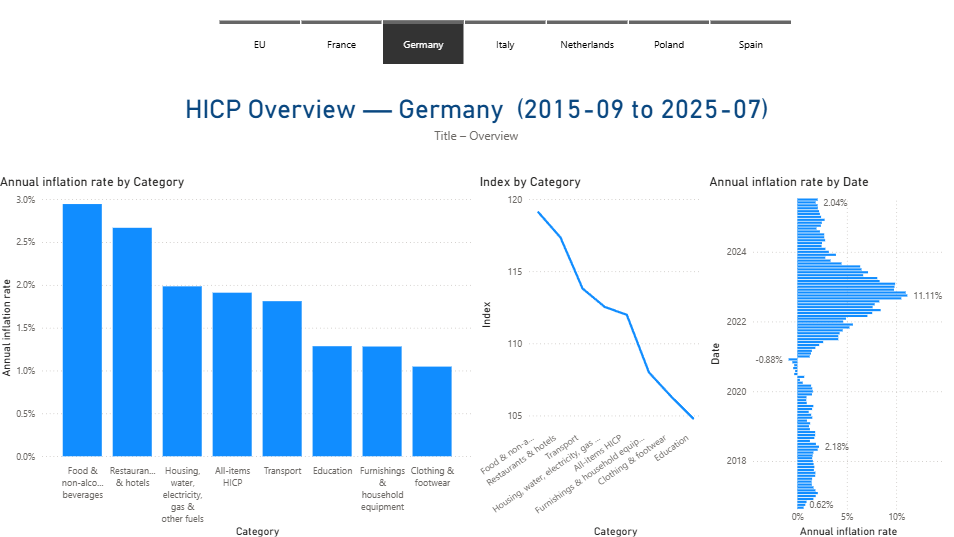 EU France Germany Italy Netherlands Poland Spain
HICP Overview — Germany (2015-09 to 2025-07)
Title – Overview
Annual inflation rate by Category
3.0%
2.5%
2.0%
1.5%
1.0%
0.5%
0.0%
Annual inflation rate
Food &
non-alco...
beverages
Restauran...
& hotels
Housing,
water,
electricity,
gas &
other fuels
All-items
HICP
Transport
Education
Furnishings
&
household
equipment
Clothing &
footwear
Category
Index by Category
120
115
110
105
Index
Food & non-a...
Restaurants & hotels
Transport
Housing, water, electricity, gas ...
All-items HICP
Furnishings & household equip...
Clothing & footwear
Education
Category
Annual inflation rate by Date
2024
2022
2020
2018
Date
2.04%
11.11%
-0.88%
2.18%
0.62%
0% 5% 10%
Annual inflation rate